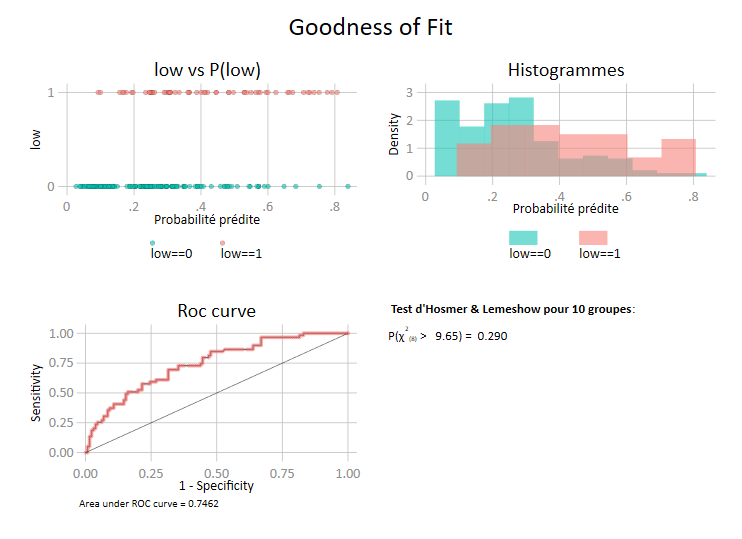 Goodness of Fit
low vs P(low)
low
1
0
0 .2 .4 .6 .8
Probabilité prédite
low==0 low==1
Histogrammes
Density
3
2
1
0
0 .2 .4 .6 .8
Probabilité prédite
low==0 low==1
Roc curve
Sensitivity
1.00
0.75
0.50
0.25
0.00
0.00 0.25 0.50 0.75 1.00
1 - Specificity
Area under ROC curve = 0.7462
Test d'Hosmer & Lemeshow pour 10 groupes:
P(χ²₍₈₎ > 9.65) = 0.290